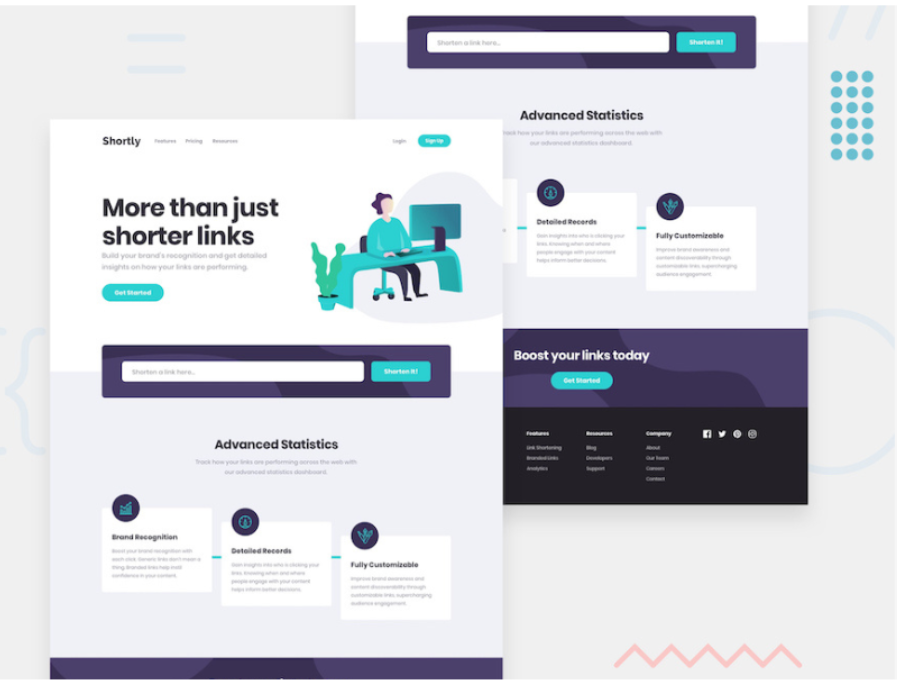 Shortly
Features Pricing Resources
Login
Sign Up
More than just
shorter links
Build your brand's recognition and get detailed
insights on how your links are performing.
Get Started
Shorten a link here...
Shorten It!
Advanced Statistics
Track how your links are performing across the web with
our advanced statistics dashboard.
Brand Recognition
Boost your brand recognition with
each click. Generic links don't mean a
thing. Branded links help instil
confidence in your content.
Detailed Records
Gain insights into who is clicking your
links. Knowing when and where
people engage with your content
helps inform better decisions.
Fully Customizable
Improve brand awareness and
content discoverability through
customizable links, supercharging
audience engagement.
Shorten a link here...
Shorten It!
Advanced Statistics
track how your links are performing across the web with
our advanced statistics dashboard.
Detailed Records
Gain insights into who is clicking your
links. Knowing when and where
people engage with your content
helps inform better decisions.
Fully Customizable
Improve brand awareness and
content discoverability through
customizable links, supercharging
audience engagement.
Boost your links today
Get Started
Features
Link Shortening
Branded Links
Analytics
Resources
Blog
Developers
Support
Company
About
Our Team
Careers
Contact